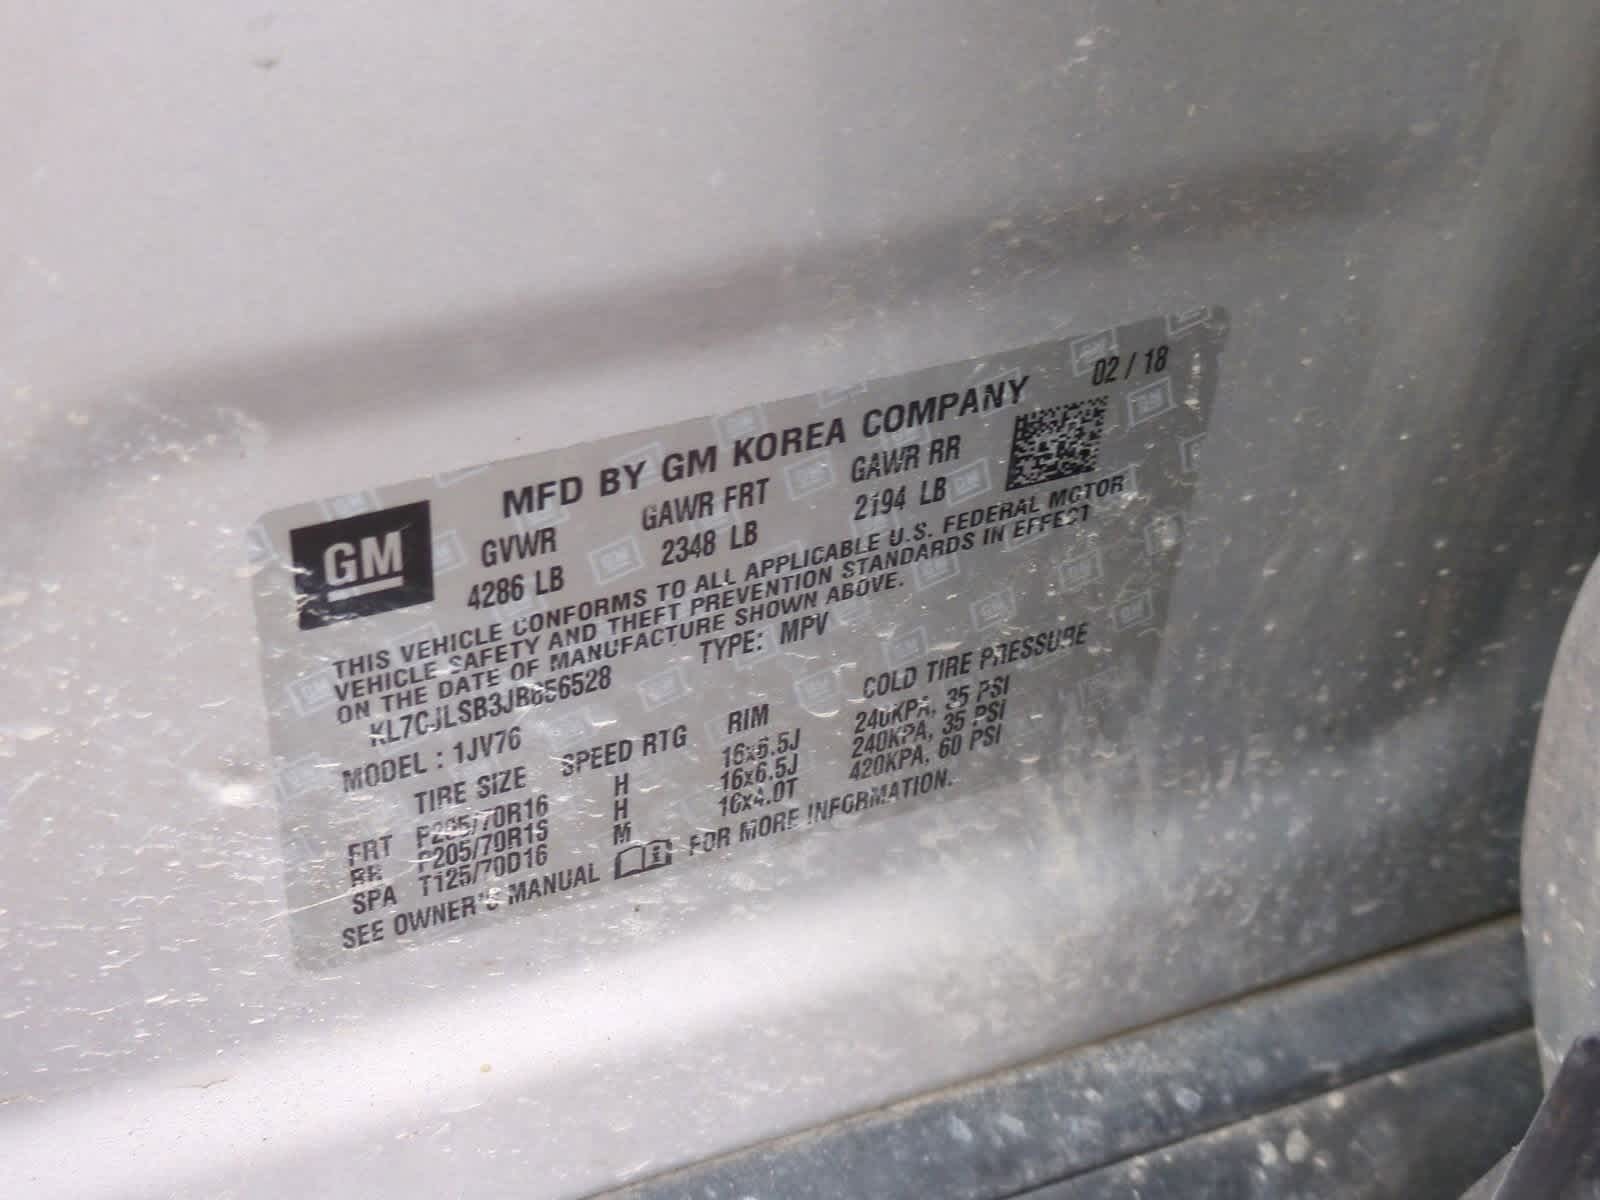 MFD BY GM KOREA COMPANY 02 / 18
GM
GVWR GAWR FRT GAWR RR
4286 LB 2348 LB 2194 LB
THIS VEHICLE CONFORMS TO ALL APPLICABLE U.S. FEDERAL MOTOR
VEHICLE SAFETY AND THEFT PREVENTION STANDARDS IN EFFECT
ON THE DATE OF MANUFACTURE SHOWN ABOVE.
TYPE: MPV
MODEL : 1JV76
TIRE SIZE SPEED RTG RIM COLD TIRE PRESSURE
FRT P205/70R16 H 16x6.5J 240KPA, 35 PSI
RR P205/70R16 H 16x6.5J 240KPA, 35 PSI
SPA T125/70D16 M 16x4.0T 420KPA, 60 PSI
SEE OWNER'S MANUAL FOR MORE INFORMATION.